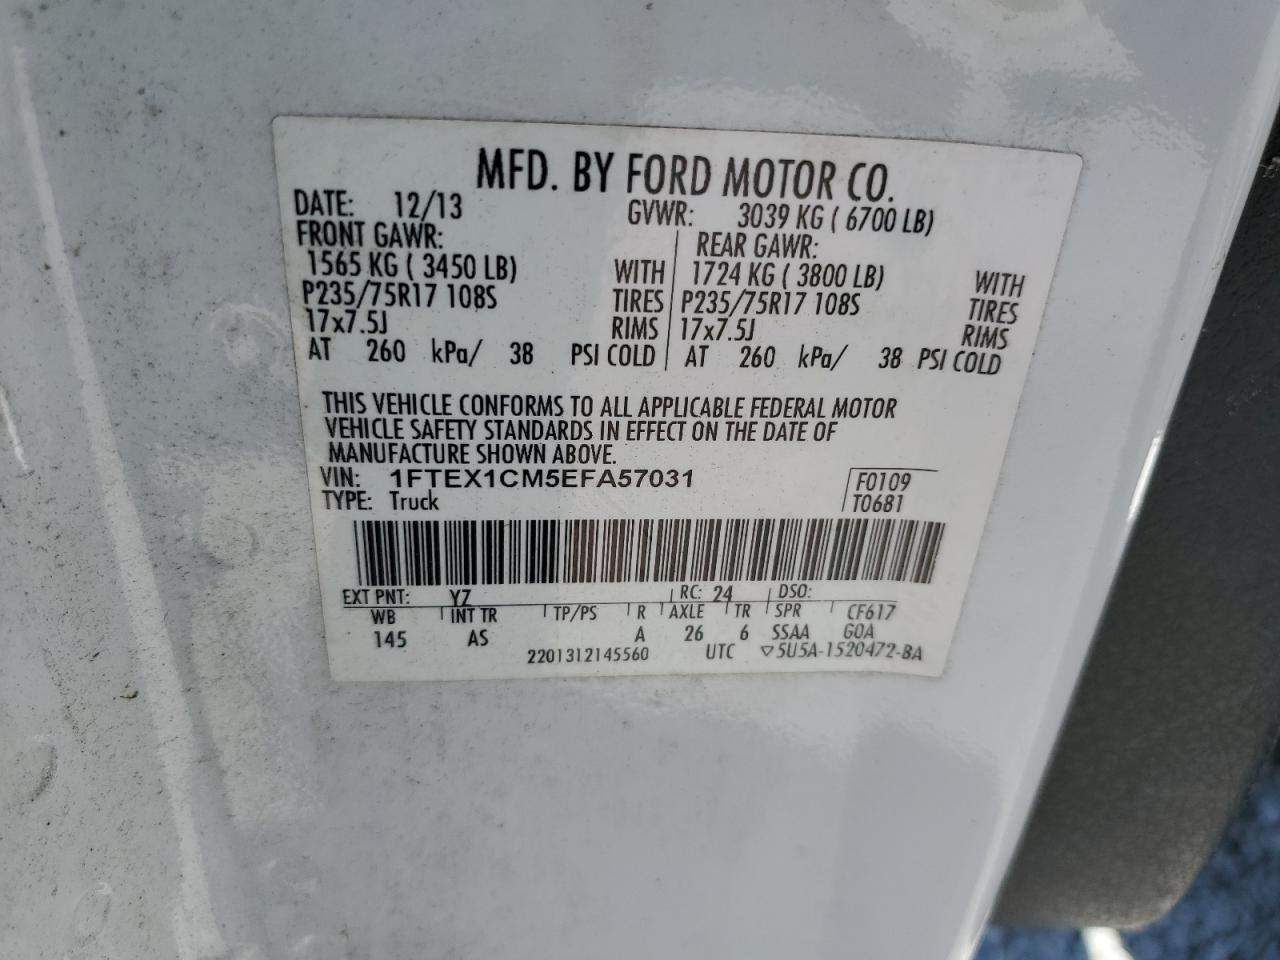 MFD. BY FORD MOTOR CO.
DATE: 12/13 GVWR: 3039 KG ( 6700 LB)
FRONT GAWR: REAR GAWR:
1565 KG ( 3450 LB) WITH 1724 KG ( 3800 LB) WITH
P235/75R17 108S TIRES P235/75R17 108S TIRES
17x7.5J RIMS 17x7.5J RIMS
AT 260 kPa/ 38 PSI COLD AT 260 kPa/ 38 PSI COLD
THIS VEHICLE CONFORMS TO ALL APPLICABLE FEDERAL MOTOR
VEHICLE SAFETY STANDARDS IN EFFECT ON THE DATE OF
MANUFACTURE SHOWN ABOVE.
VIN: 1FTEX1CM5EFA57031 F0109
TYPE: Truck T0681
EXT PNT: YZ RC: 24 DSO:
WB INT TR TP/PS R AXLE TR SPR CF617
145 AS A 26 6 SSAA GOA
2201312145560 UTC ▽5U5A-1520472-BA